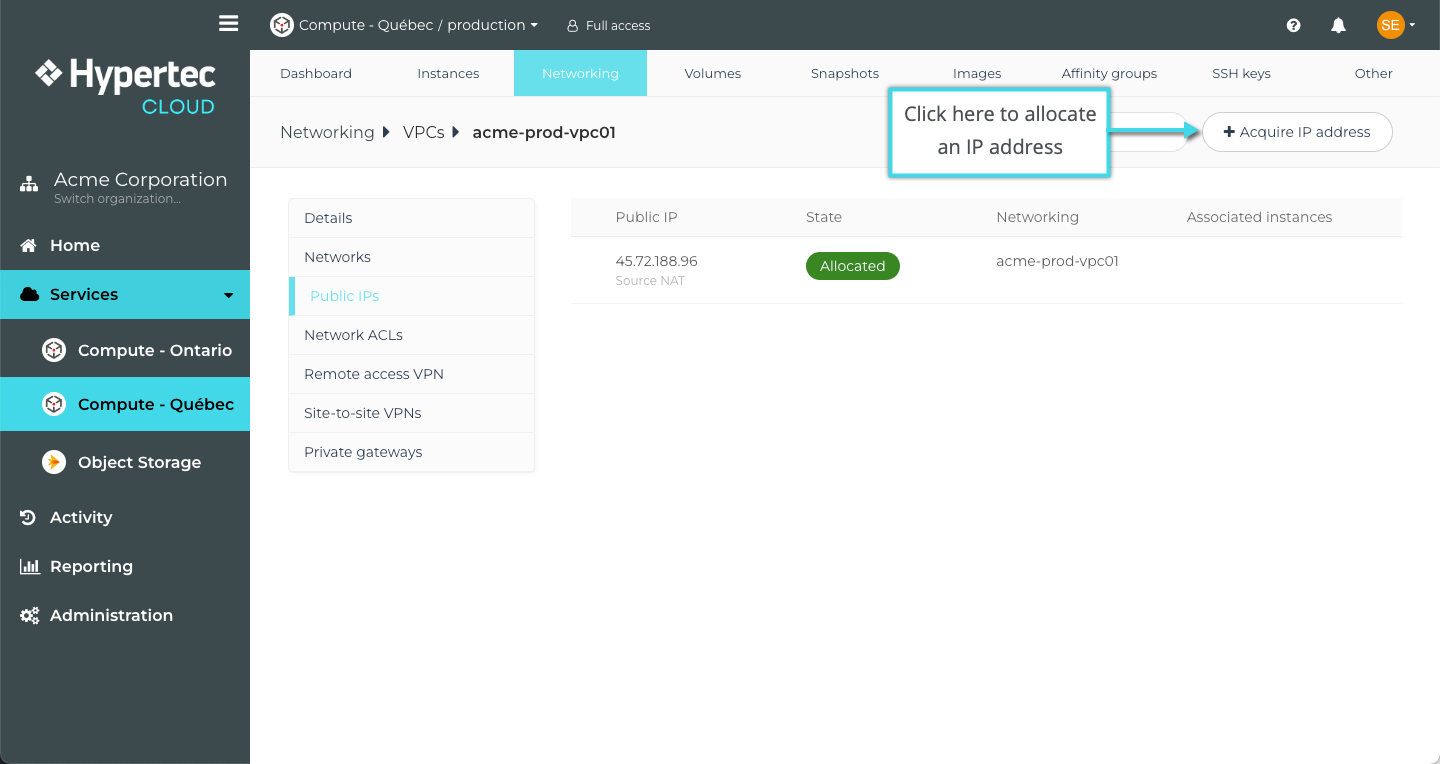 Compute - Québec / production
Full access
SE
Hypertec
CLOUD
Acme Corporation
Switch organization...
Home
Services
Compute - Ontario
Compute - Québec
Object Storage
Activity
Reporting
Administration
Dashboard
Instances
Networking
Volumes
Snapshots
Images
Affinity groups
SSH keys
Other
Networking
VPCs
acme-prod-vpc01
Click here to allocate
an IP address
Acquire IP address
Details
Networks
Public IPs
Network ACLs
Remote access VPN
Site-to-site VPNs
Private gateways
Public IP
State
Networking
Associated instances
45.72.188.96
Source NAT
Allocated
acme-prod-vpc01